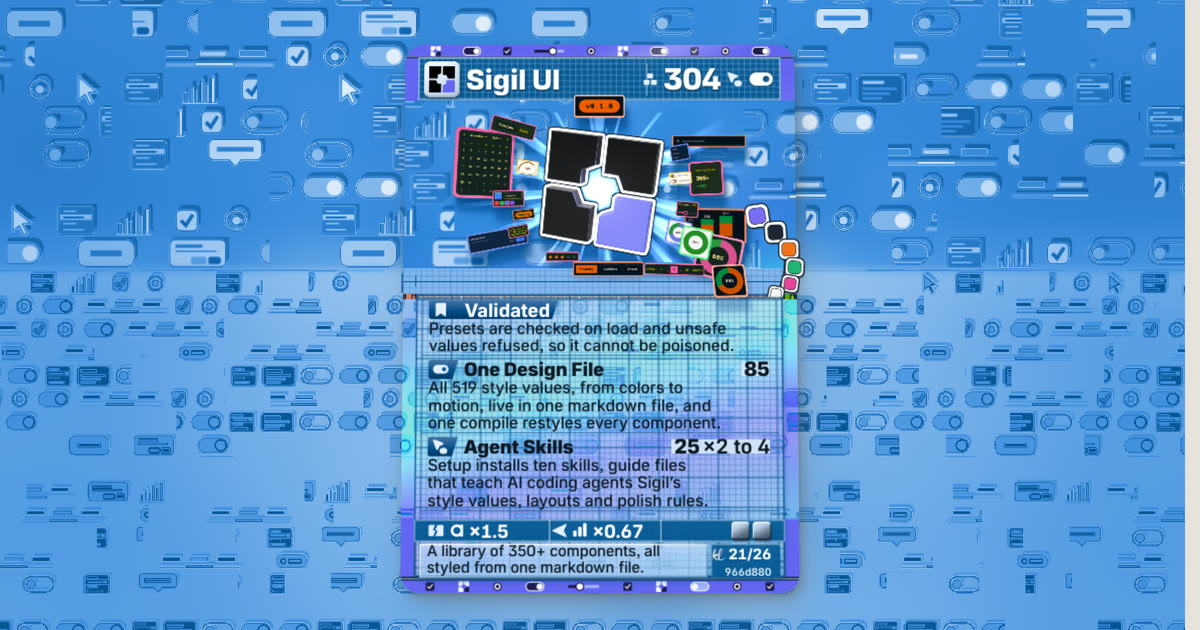 Sigil UI
304
v0.1.0
Validated
Presets are checked on load and unsafe
values refused, so it cannot be poisoned.
One Design File 85
All 519 style values, from colors to
motion, live in one markdown file, and
one compile restyles every component.
Agent Skills 25×2 to 4
Setup installs ten skills, guide files
that teach AI coding agents Sigil's
style values, layouts and polish rules.
×1.5 ×0.67
A library of 350+ components, all
styled from one markdown file.
21/26
966d880